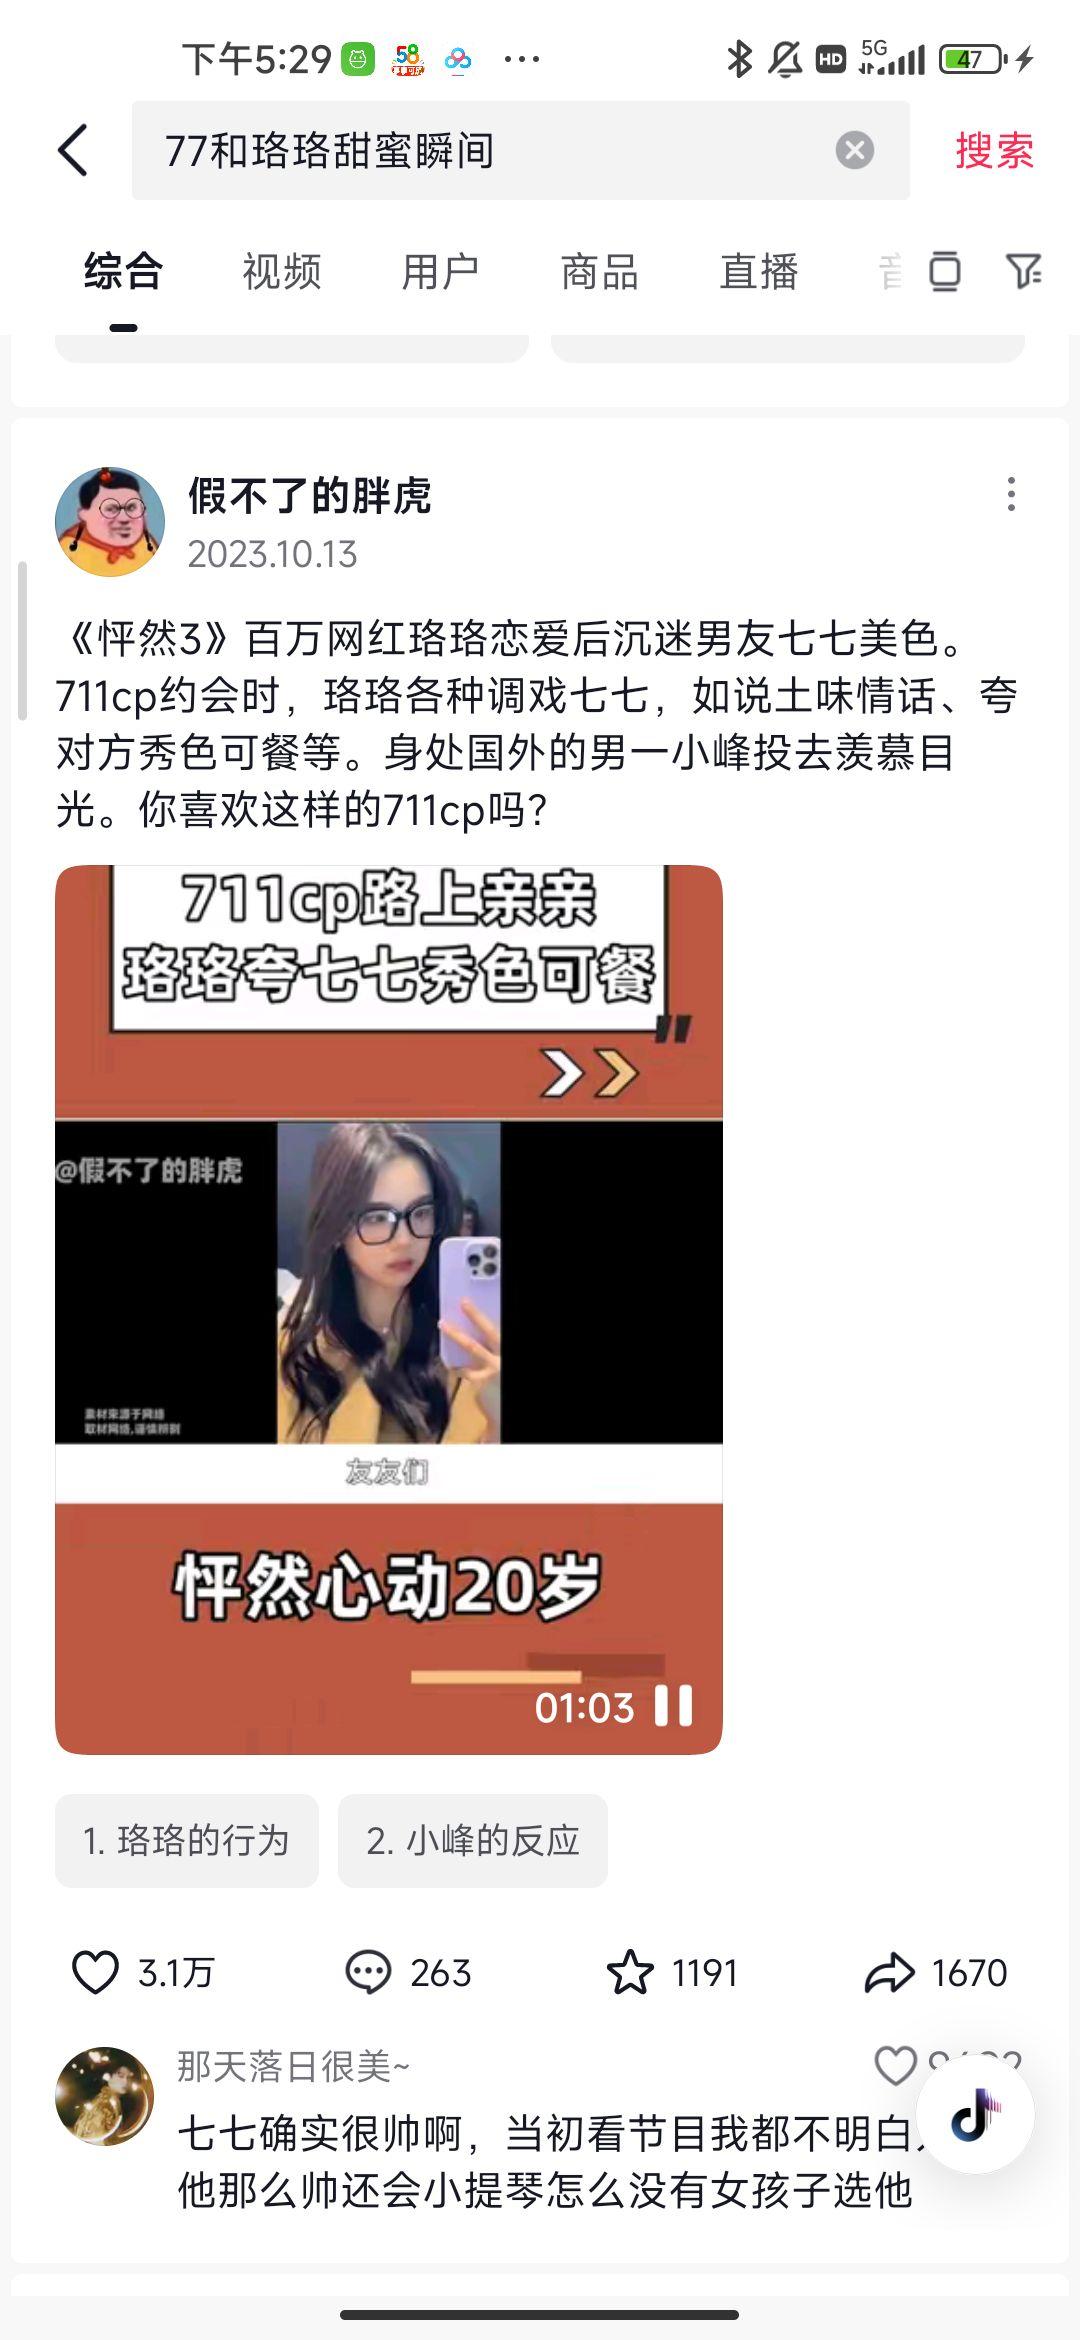 下午5:29
58
HD
5G
47
77和珞珞甜蜜瞬间
搜索
综合
视频
用户
商品
直播
假不了的胖虎
2023.10.13
《怦然3》百万网红珞珞恋爱后沉迷男友七七美色。
711cp约会时，珞珞各种调戏七七，如说土味情话、夸
对方秀色可餐等。身处国外的男一小峰投去羡慕目
光。你喜欢这样的711cp吗？
711cp路上亲亲
珞珞夸七七秀色可餐
@假不了的胖虎
素材来源于网络
取材网络,谨慎辨别
友友们
怦然心动20岁
01:03
1. 珞珞的行为
2. 小峰的反应
3.1万
263
1191
1670
那天落日很美~
七七确实很帅啊，当初看节目我都不明白
他那么帅还会小提琴怎么没有女孩子选他